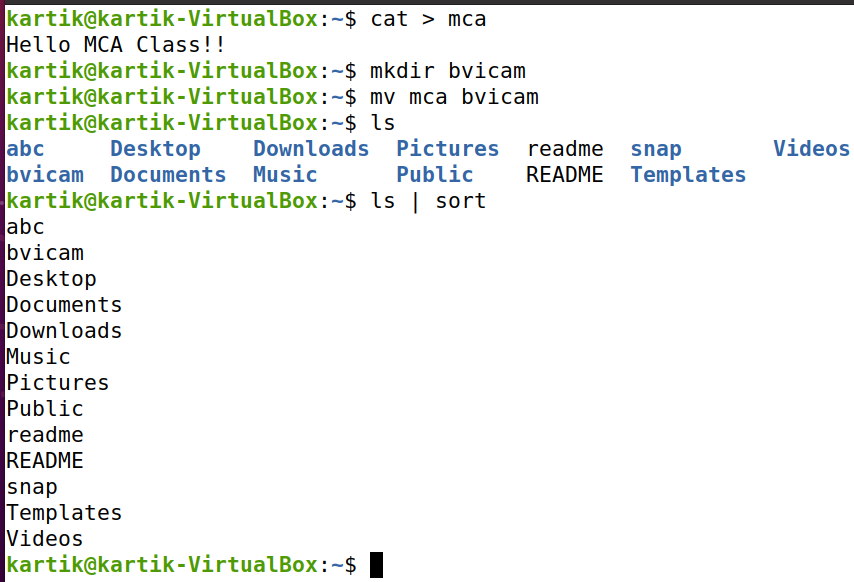 kartik@kartik-VirtualBox:~$ cat > mca
Hello MCA Class!!
kartik@kartik-VirtualBox:~$ mkdir bvicam
kartik@kartik-VirtualBox:~$ mv mca bvicam
kartik@kartik-VirtualBox:~$ ls
abc     Desktop    Downloads  Pictures  readme  snap       Videos
bvicam  Documents  Music      Public    README  Templates
kartik@kartik-VirtualBox:~$ ls | sort
abc
bvicam
Desktop
Documents
Downloads
Music
Pictures
Public
readme
README
snap
Templates
Videos
kartik@kartik-VirtualBox:~$